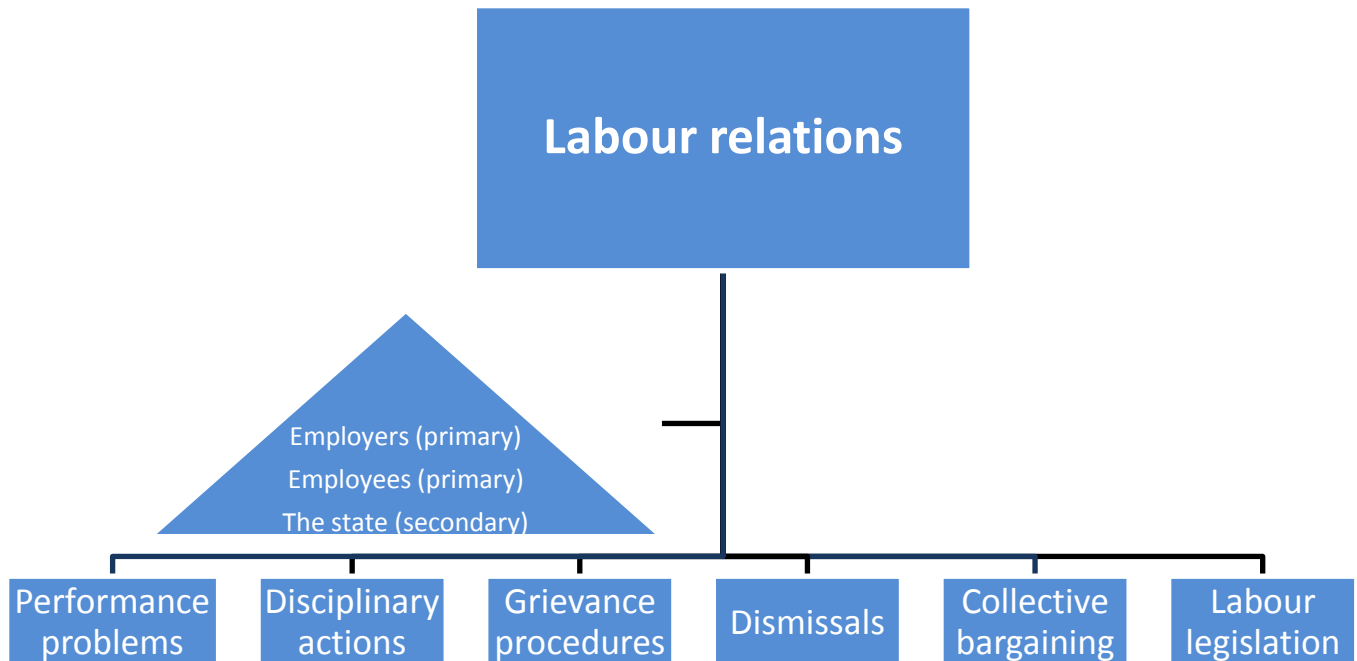 Labour relations
Employers (primary)
Employees (primary)
The state (secondary)
Performance
problems
Disciplinary
actions
Grievance
procedures
Dismissals
Collective
bargaining
Labour
legislation